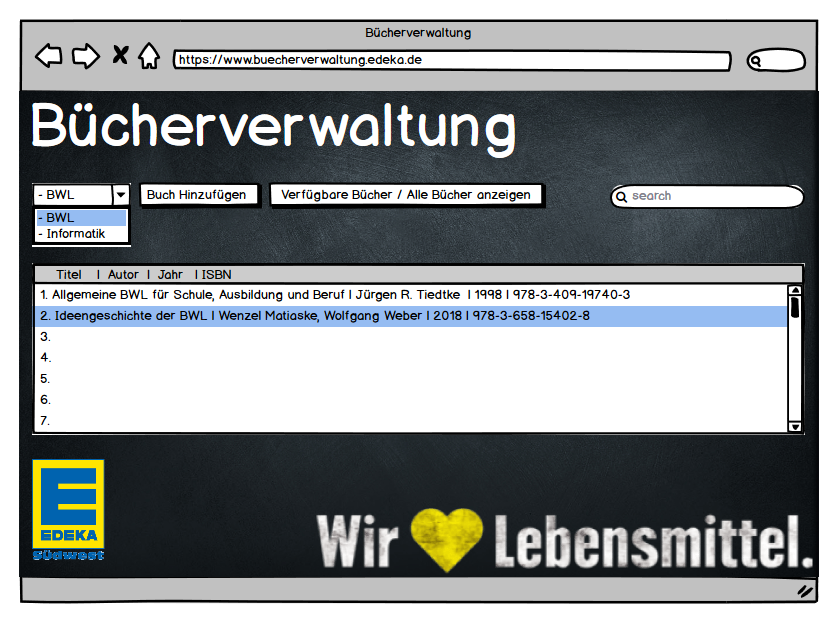 Bücherverwaltung
https://www.buecherverwaltung.edeka.de
Bücherverwaltung
- BWL
Buch Hinzufügen
Verfügbare Bücher / Alle Bücher anzeigen
search
- BWL
- Informatik
Titel | Autor | Jahr | ISBN
1. Allgemeine BWL für Schule, Ausbildung und Beruf | Jürgen R. Tiedtke | 1998 | 978-3-409-19740-3
2. Ideengeschichte der BWL | Wenzel Matiaske, Wolfgang Weber | 2018 | 978-3-658-15402-8
3.
4.
5.
6.
7.
E
EDEKA
Südwest
Wir Lebensmittel.